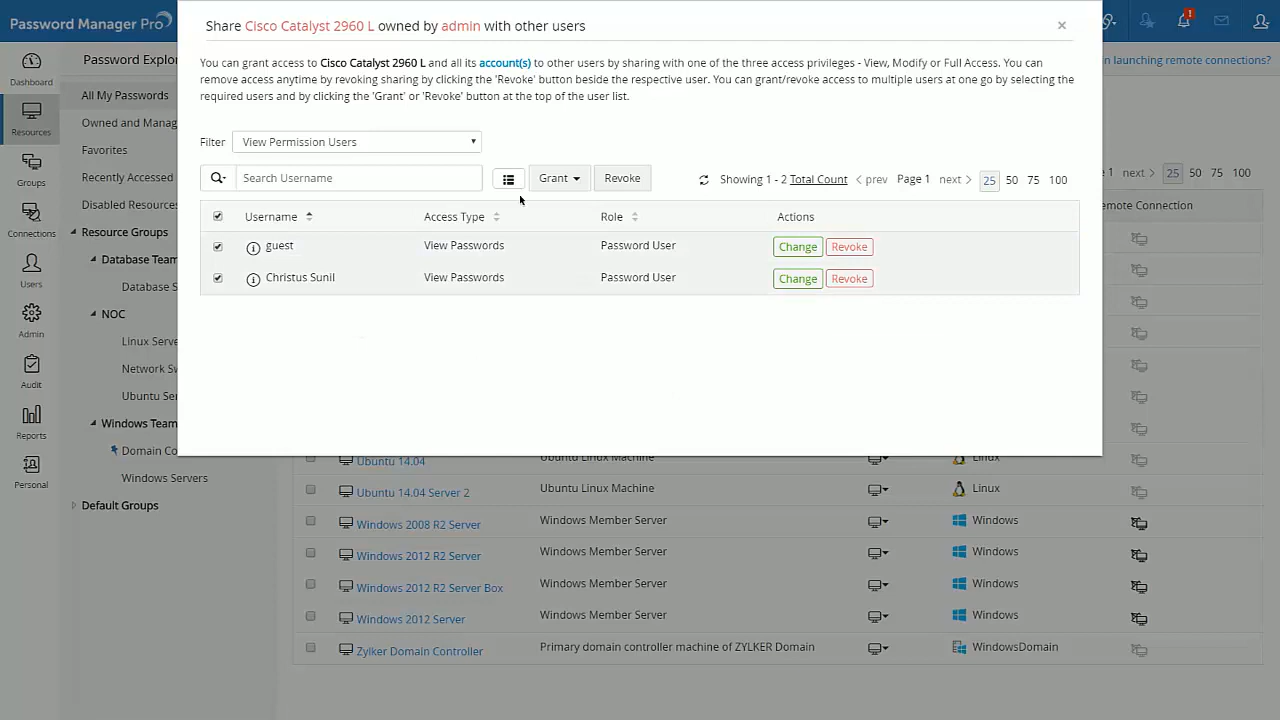 Password Manager Pro
Share Cisco Catalyst 2960 L owned by admin with other users
You can grant access to Cisco Catalyst 2960 L and all its account(s) to other users by sharing with one of the three access privileges - View, Modify or Full Access. You can
remove access anytime by revoking sharing by clicking the 'Revoke' button beside the respective user. You can grant/revoke access to multiple users at one go by selecting the
required users and by clicking the 'Grant' or 'Revoke' button at the top of the user list.
Filter View Permission Users
Search Username Grant Revoke Showing 1 - 2 Total Count prev Page 1 next 25 50 75 100
Username Access Type Role Actions
guest View Passwords Password User Change Revoke
Christus Sunil View Passwords Password User Change Revoke
n launching remote connections?
1 next 25 50 75 100
emote Connection
Dashboard
Resources
Groups
Connections
Users
Admin
Audit
Reports
Personal
Password Explor
All My Passwords
Owned and Manag
Favorites
Recently Accessed
Disabled Resources
Resource Groups
Database Team
Database S
NOC
Linux Serve
Network Sw
Ubuntu Ser
Windows Team
Domain Co
Windows Servers
Default Groups
Ubuntu 14.04 Ubuntu Linux Machine Linux
Ubuntu 14.04 Server 2 Ubuntu Linux Machine Linux
Windows 2008 R2 Server Windows Member Server Windows
Windows 2012 R2 Server Windows Member Server Windows
Windows 2012 R2 Server Box Windows Member Server Windows
Windows 2012 Server Windows Member Server Windows
Zylker Domain Controller Primary domain controller machine of ZYLKER Domain WindowsDomain